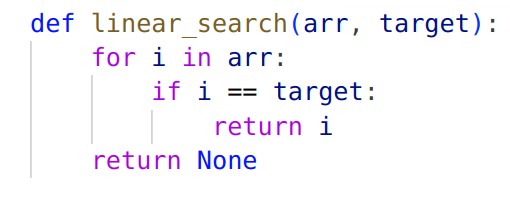 def linear_search(arr, target):
    for i in arr:
        if i == target:
            return i
    return None